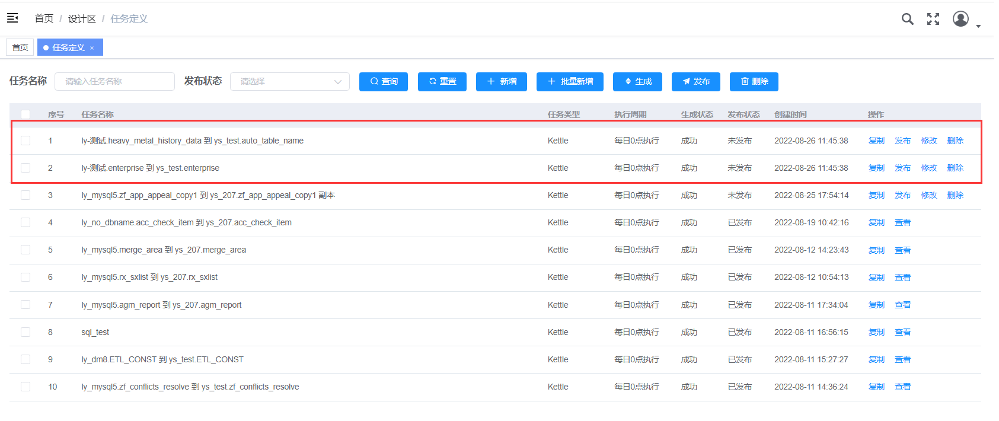 首页 / 设计区 / 任务定义
首页 任务定义 ×
任务名称 请输入任务名称 发布状态 请选择 查询 重置 新增 批量新增 生成 发布 删除
序号 任务名称 任务类型 执行周期 生成状态 发布状态 创建时间 操作
1 ly-测试.heavy_metal_history_data 到 ys_test.auto_table_name Kettle 每日0点执行 成功 未发布 2022-08-26 11:45:38 复制 发布 修改 删除
2 ly-测试.enterprise 到 ys_test.enterprise Kettle 每日0点执行 成功 未发布 2022-08-26 11:45:38 复制 发布 修改 删除
3 ly_mysql5.zf_app_appeal_copy1 到 ys_207.zf_app_appeal_copy1 副本 Kettle 每日0点执行 成功 未发布 2022-08-25 17:54:14 复制 发布 修改 删除
4 ly_no_dbname.acc_check_item 到 ys_207.acc_check_item Kettle 每日0点执行 成功 已发布 2022-08-19 10:42:16 复制 查看
5 ly_mysql5.merge_area 到 ys_207.merge_area Kettle 每日0点执行 成功 已发布 2022-08-12 14:23:43 复制 查看
6 ly_mysql5.rx_sxlist 到 ys_207.rx_sxlist Kettle 每日0点执行 成功 已发布 2022-08-12 10:54:13 复制 查看
7 ly_mysql5.agm_report 到 ys_207.agm_report Kettle 每日0点执行 成功 已发布 2022-08-11 17:34:04 复制 查看
8 sql_test Kettle 每日0点执行 成功 已发布 2022-08-11 16:56:15 复制 查看
9 ly_dm8.ETL_CONST 到 ys_test.ETL_CONST Kettle 每日0点执行 成功 已发布 2022-08-11 15:27:27 复制 查看
10 ly_mysql5.zf_conflicts_resolve 到 ys_test.zf_conflicts_resolve Kettle 每日0点执行 成功 已发布 2022-08-11 14:36:24 复制 查看